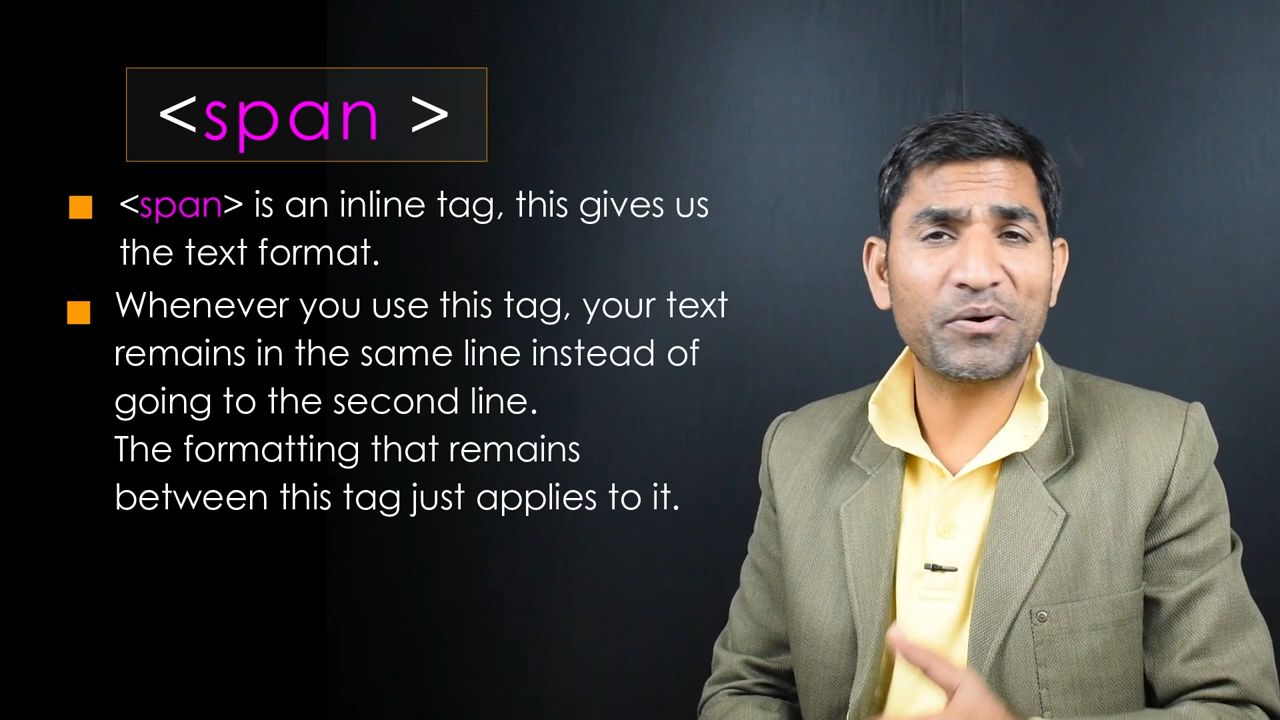 <span >
<span> is an inline tag, this gives us
the text format.
Whenever you use this tag, your text
remains in the same line instead of
going to the second line.
The formatting that remains
between this tag just applies to it.